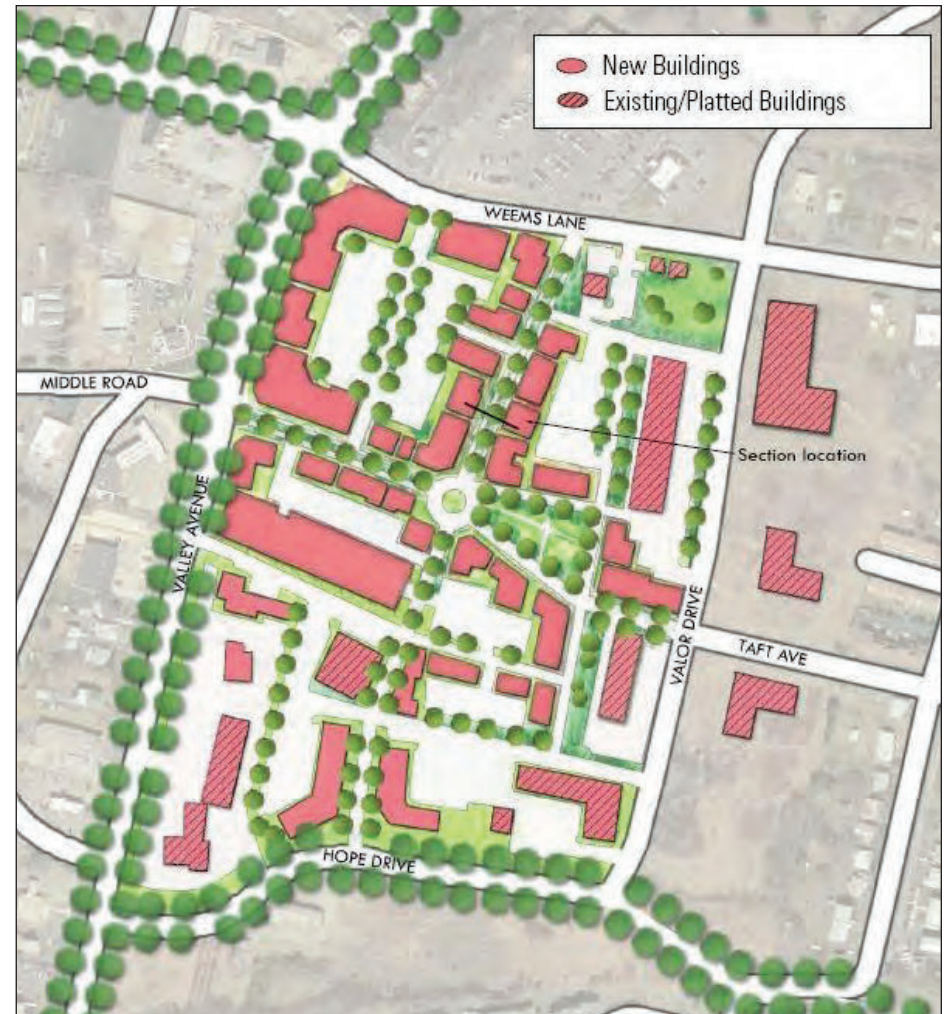 New Buildings
Existing/Platted Buildings
WEEMS LANE
MIDDLE ROAD
Section location
VALLEY AVENUE
VALOR DRIVE
TAFT AVE
HOPE DRIVE